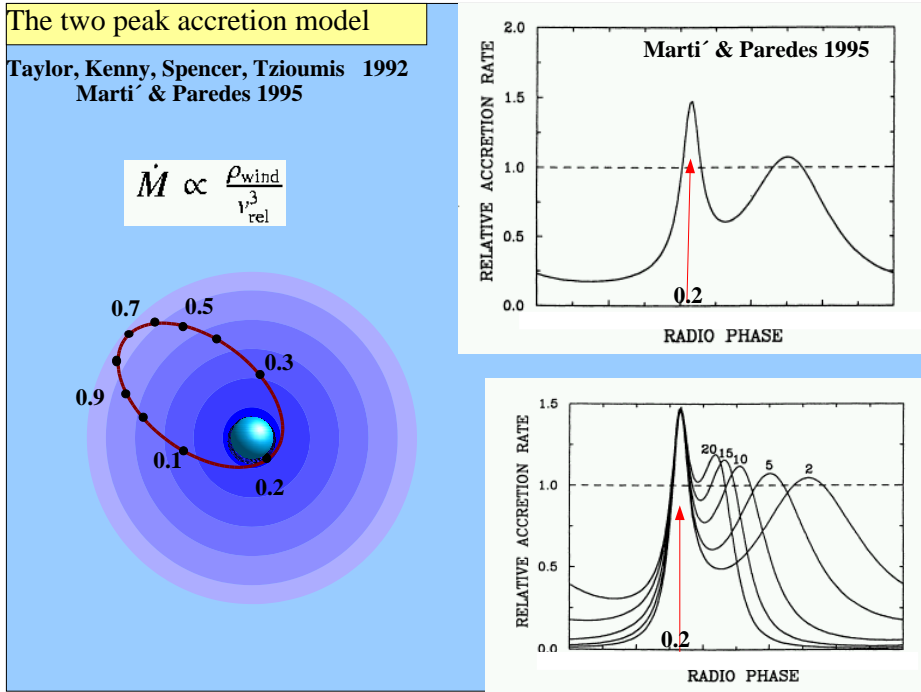 The two peak accretion model
Taylor, Kenny, Spencer, Tzioumis 1992
Marti´ & Paredes 1995
Ṁ ∝ ρwind / v³rel
0.7
0.5
0.3
0.9
0.1
0.2
Marti´ & Paredes 1995
RELATIVE ACCRETION RATE
2.0
1.5
1.0
0.5
0.0
0.2
RADIO PHASE
RELATIVE ACCRETION RATE
1.5
1.0
0.5
0.0
20 15 10 5 2
0.2
RADIO PHASE